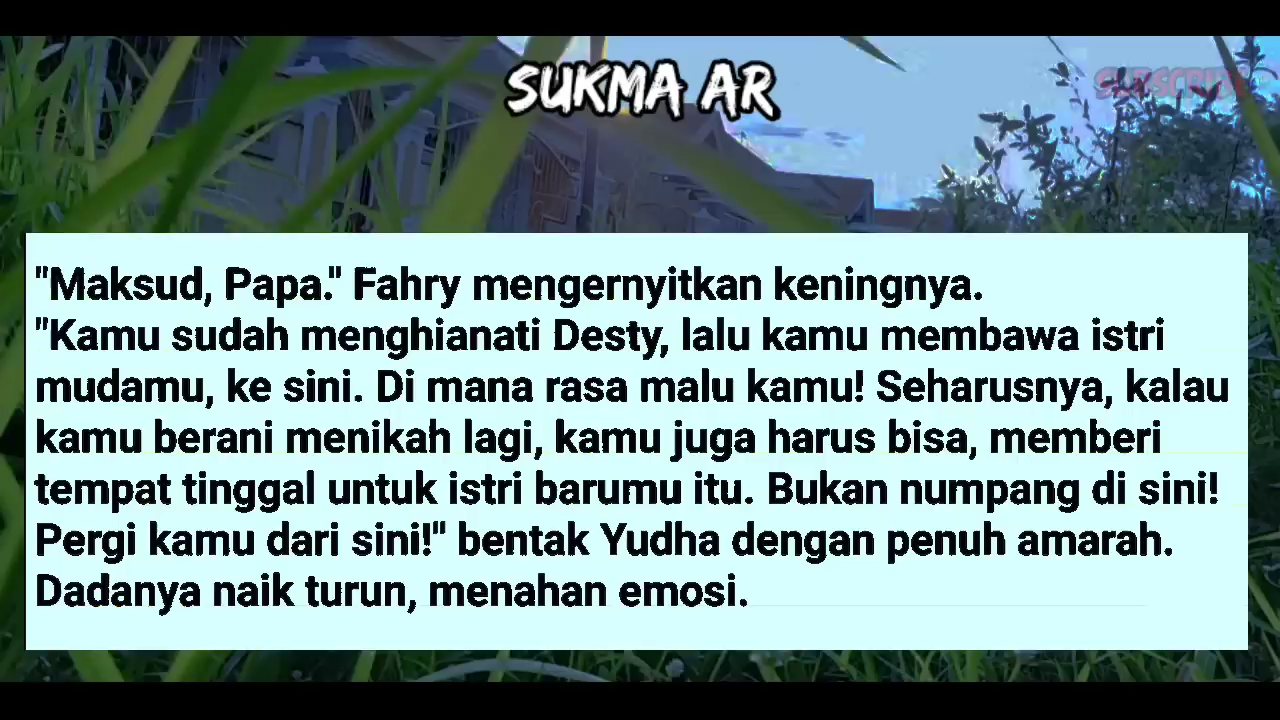 SUKMA AR
SUBSCRIBE
"Maksud, Papa." Fahry mengernyitkan keningnya.
"Kamu sudah menghianati Desty, lalu kamu membawa istri
mudamu, ke sini. Di mana rasa malu kamu! Seharusnya, kalau
kamu berani menikah lagi, kamu juga harus bisa, memberi
tempat tinggal untuk istri barumu itu. Bukan numpang di sini!
Pergi kamu dari sini!" bentak Yudha dengan penuh amarah.
Dadanya naik turun, menahan emosi.